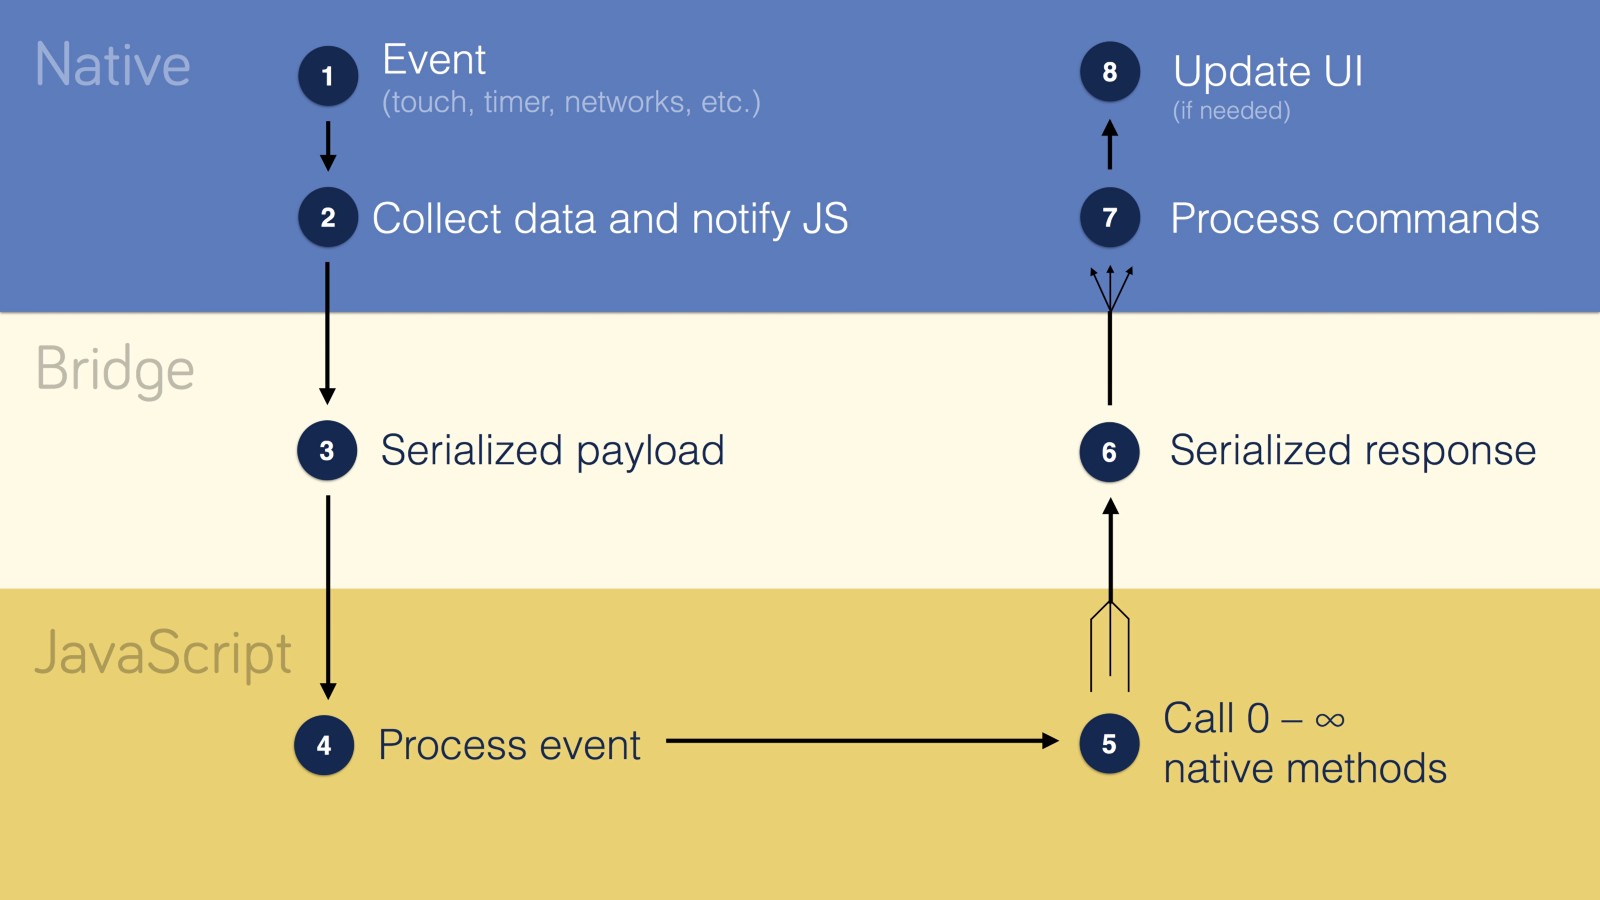 Native
1
Event
(touch, timer, networks, etc.)
2
Collect data and notify JS
8
Update UI
(if needed)
7
Process commands
Bridge
3
Serialized payload
6
Serialized response
JavaScript
4
Process event
5
Call 0 – ∞
native methods